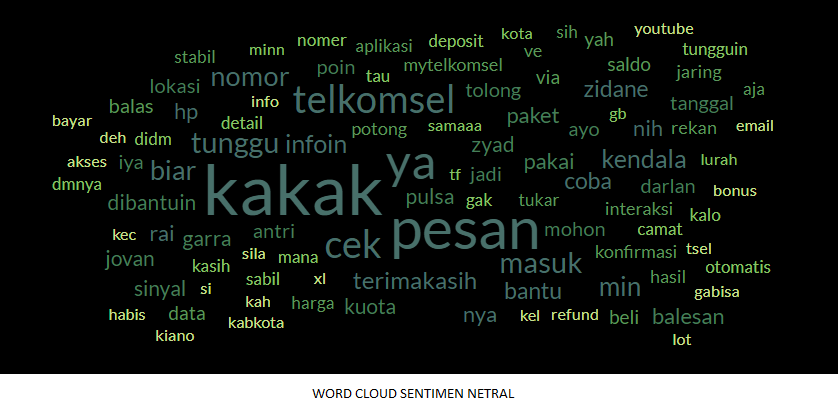 youtube
kota
sih
yah
nomer
aplikasi
deposit
minn
ve
tungguin
stabil
poin
mytelkomsel
saldo
jaring
nomor
tau
via
lokasi
telkomsel
tolong
zidane
aja
balas
hp
info
tanggal
bayar
detail
potong
samaaa
paket
gb
ayo
nih
rekan
email
deh
didm
tunggu
infoin
zyad
akses
iya
biar
ya
pakai
kendala
lurah
dmnya
kakak
tf
jadi
coba
darlan
bonus
dibantuin
pulsa
gak
tukar
interaksi
kalo
kec
rai
garra
antri
cek
pesan
mohon
camat
jovan
kasih
sila
mana
masuk
konfirmasi
tsel
otomatis
sinyal
si
sabil
xl
terimakasih
bantu
min
hasil
gabisa
habis
data
kah
harga
kuota
nya
kel
refund
beli
balesan
kiano
kabkota
lot
WORD CLOUD SENTIMEN NETRAL